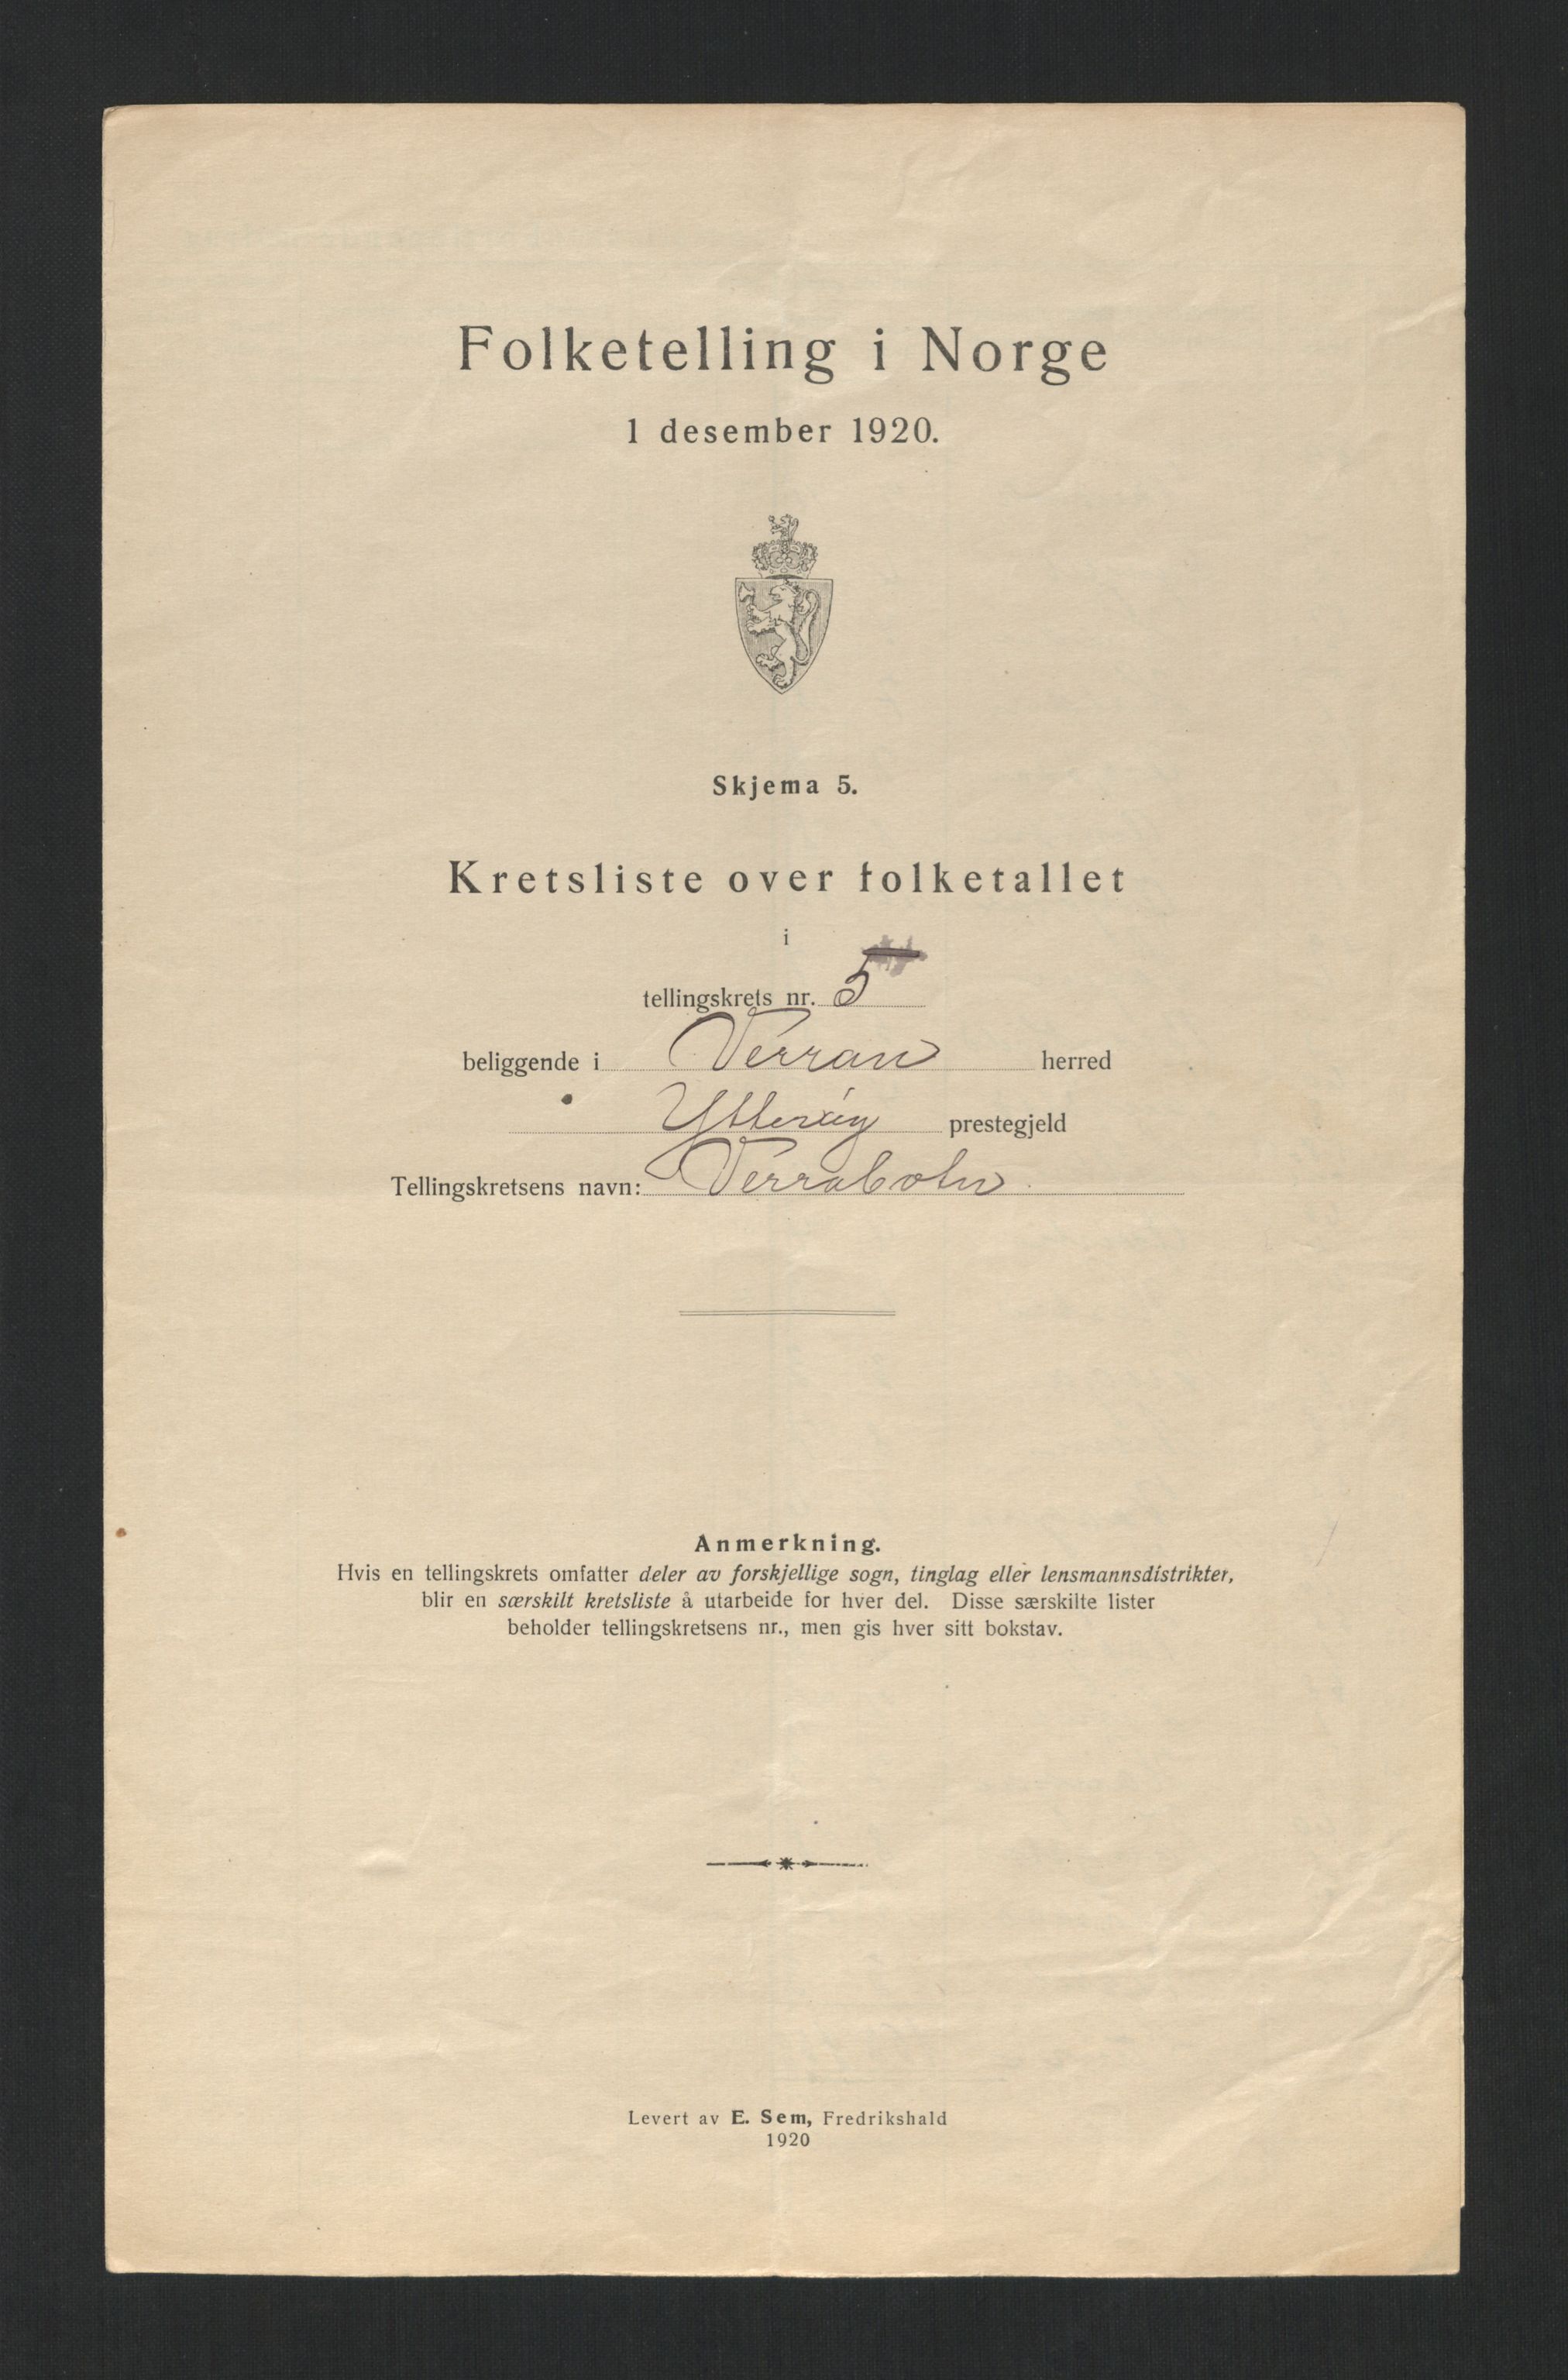 Folketelling i Norge
1 desember 1920.
Skjema 5.
Kretsliste over folketallet
i
tellingskrets nr. 5
beliggende i Verran herred
Ytterøy prestegjeld
Tellingskretsens navn: Verrabotn
Anmerkning.
Hvis en tellingskrets omfatter deler av forskjellige sogn, tinglag eller lensmannsdistrikter,
blir en særskilt kretsliste å utarbeide for hver del. Disse særskilte lister
beholder tellingskretsens nr., men gis hver sitt bokstav.
Levert av E. Sem, Fredrikshald
1920